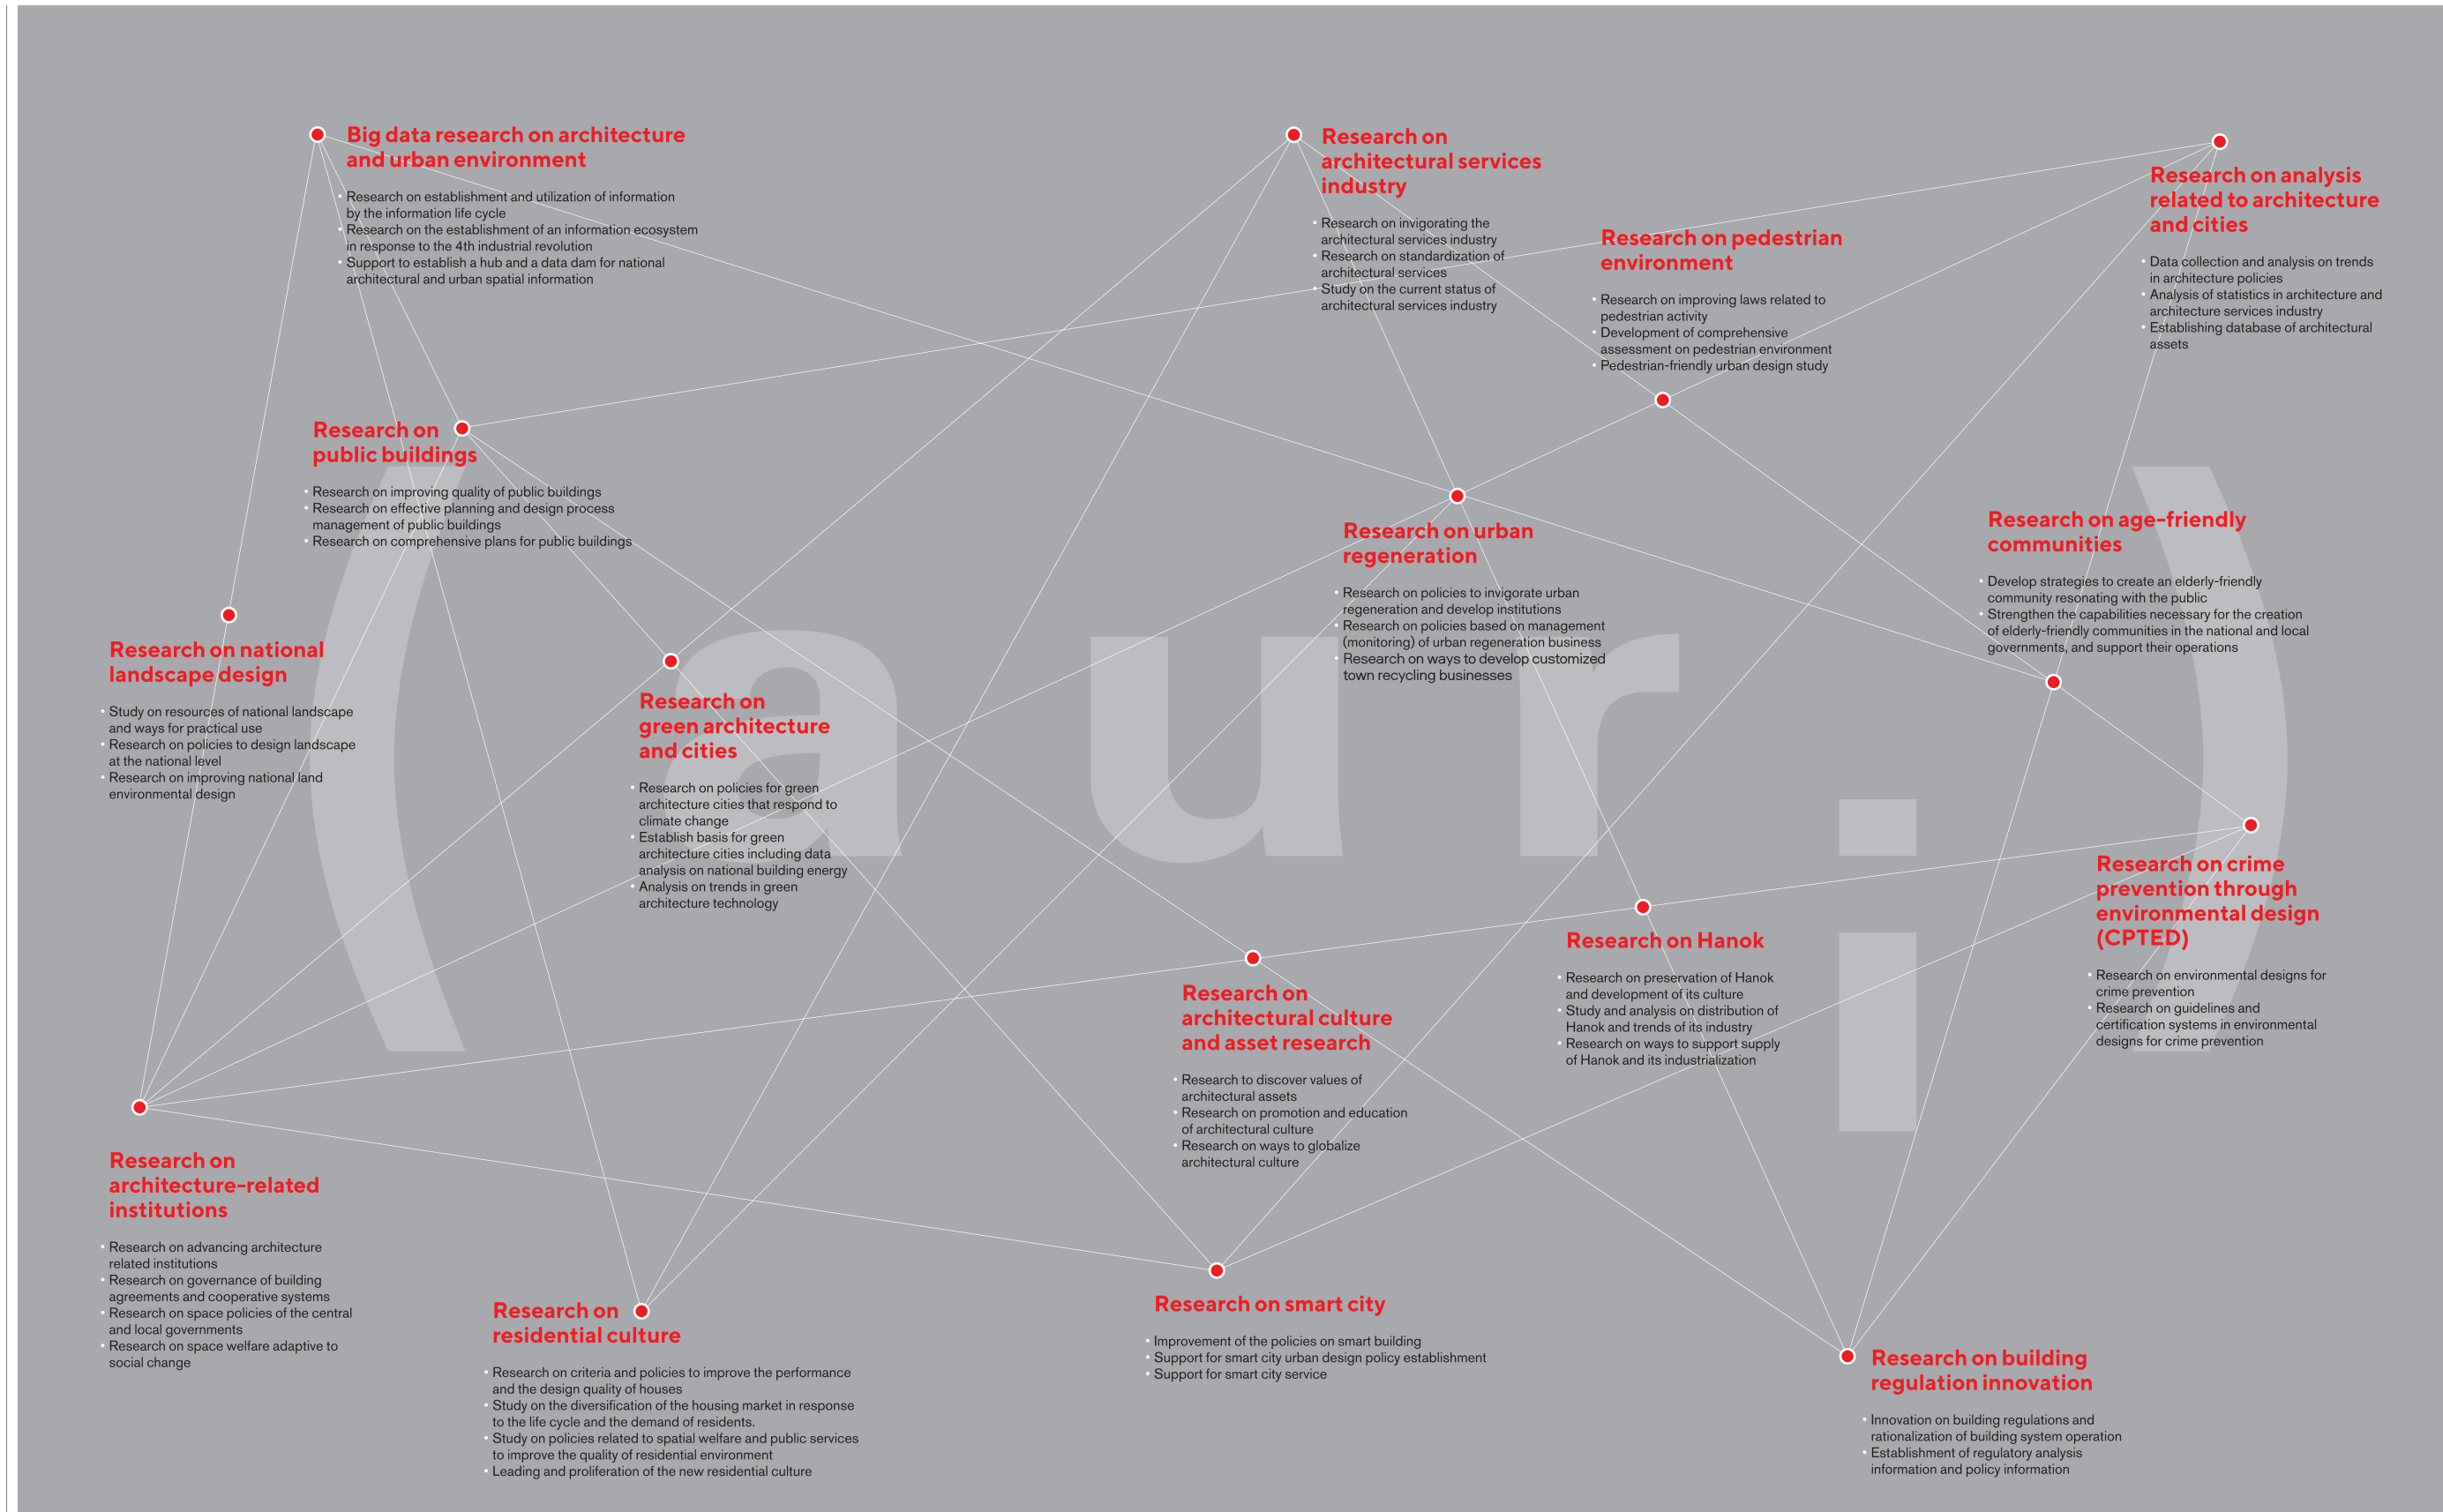 Big data research on architecture
and urban environment
• Research on establishment and utilization of information
by the information life cycle
• Research on the establishment of an information ecosystem
in response to the 4th industrial revolution
• Support to establish a hub and a data dam for national
architectural and urban spatial information
Research on
architectural services
industry
• Research on invigorating the
architectural services industry
• Research on standardization of
architectural services
• Study on the current status of
architectural services industry
Research on pedestrian
environment
• Research on improving laws related to
pedestrian activity
• Development of comprehensive
assessment on pedestrian environment
• Pedestrian-friendly urban design study
Research on analysis
related to architecture
and cities
• Data collection and analysis on trends
in architecture policies
• Analysis of statistics in architecture and
architecture services industry
• Establishing database of architectural
assets
Research on
public buildings
• Research on improving quality of public buildings
• Research on effective planning and design process
management of public buildings
• Research on comprehensive plans for public buildings
Research on urban
regeneration
• Research on policies to invigorate urban
regeneration and develop institutions
• Research on policies based on management
(monitoring) of urban regeneration business
• Research on ways to develop customized
town recycling businesses
Research on age-friendly
communities
• Develop strategies to create an elderly-friendly
community resonating with the public
• Strengthen the capabilities necessary for the creation
of elderly-friendly communities in the national and local
governments, and support their operations
Research on national
landscape design
• Study on resources of national landscape
and ways for practical use
• Research on policies to design landscape
at the national level
• Research on improving national land
environmental design
(a u r i)
Research on
green architecture
and cities
• Research on policies for green
architecture cities that respond to
climate change
• Establish basis for green
architecture cities including data
analysis on national building energy
• Analysis on trends in green
architecture technology
Research on crime
prevention through
environmental design
(CPTED)
• Research on environmental designs for
crime prevention
• Research on guidelines and
certification systems in environmental
designs for crime prevention
Research on Hanok
• Research on preservation of Hanok
and development of its culture
• Study and analysis on distribution of
Hanok and trends of its industry
• Research on ways to support supply
of Hanok and its industrialization
Research on
architectural culture
and asset research
• Research to discover values of
architectural assets
• Research on promotion and education
of architectural culture
• Research on ways to globalize
architectural culture
Research on
architecture-related
institutions
• Research on advancing architecture
related institutions
• Research on governance of building
agreements and cooperative systems
• Research on space policies of the central
and local governments
• Research on space welfare adaptive to
social change
Research on
residential culture
• Research on criteria and policies to improve the performance
and the design quality of houses
• Study on the diversification of the housing market in response
to the life cycle and the demand of residents.
• Study on policies related to spatial welfare and public services
to improve the quality of residential environment
• Leading and proliferation of the new residential culture
Research on smart city
• Improvement of the policies on smart building
• Support for smart city urban design policy establishment
• Support for smart city service
Research on building
regulation innovation
• Innovation on building regulations and
rationalization of building system operation
• Establishment of regulatory analysis
information and policy information